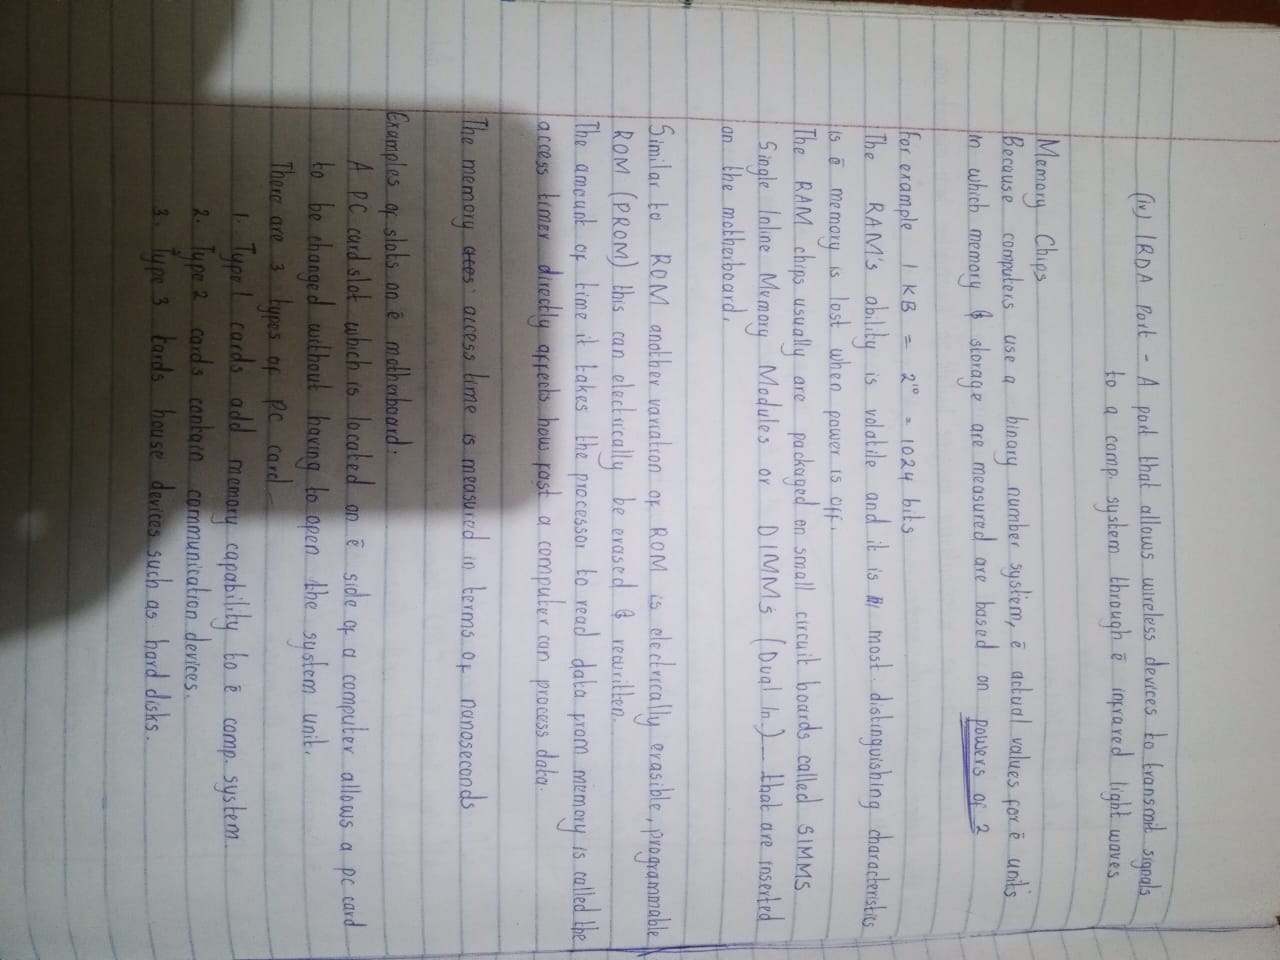 (iv) IRDA Port - A port that allows wireless devices to transmit signals
to a comp. system through ē infrared light waves
Memory Chips
Because computers use a binary number system, ē actual values for ē units
in which memory & storage are measured are based on powers of 2
For example 1 KB = 2¹⁰ = 1024 bits
The RAM's ability is volatile and it is most distinguishing characteristics
is ē memory is lost when power is off.
The RAM chips usually are packaged on small circuit boards called SIMMS
Single Inline Memory Modules or DIMMs (Dual In.) - that are inserted
on the motherboard.
Similar to ROM another variation of ROM is electrically erasible, programmable
ROM (PROM) this can electrically be erased & rewritten.
The amount of time it takes the processor to read data from memory is called the
access timer directly affects how fast a computer can process data.
The memory access time is measured in terms of nanoseconds
Examples of slots on ē motherboard.
A PC card slot which is located on ē side of a computer allows a pc card
to be changed without having to open the system unit.
There are 3 types of PC card
1. Type 1 cards add memory capability to ē comp. system.
2. Type 2 cards contain communication devices.
3. Type 3 cards house devices such as hard disks.